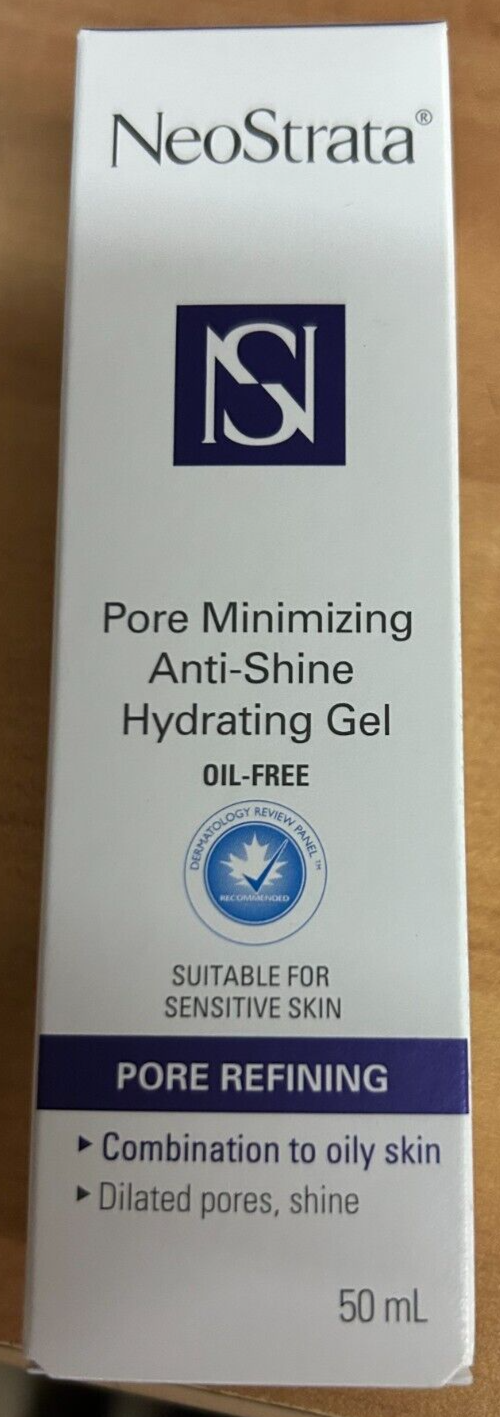 NeoStrata®
NS
Pore Minimizing
Anti-Shine
Hydrating Gel
OIL-FREE
DERMATOLOGY REVIEW PANEL™
RECOMMENDED
SUITABLE FOR
SENSITIVE SKIN
PORE REFINING
▸ Combination to oily skin
▸ Dilated pores, shine
50 mL